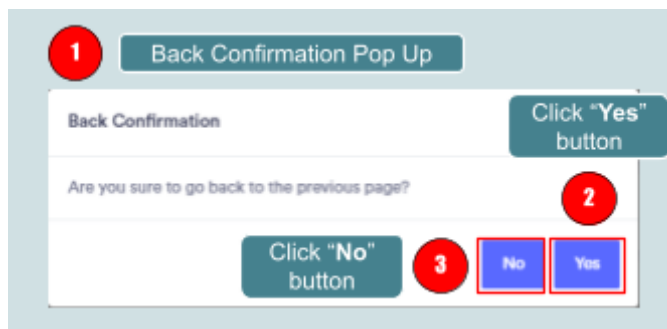 1 Back Confirmation Pop Up
Back Confirmation
Click “Yes”
button
Are you sure to go back to the previous page?
2
Click “No”
button
3 No Yes